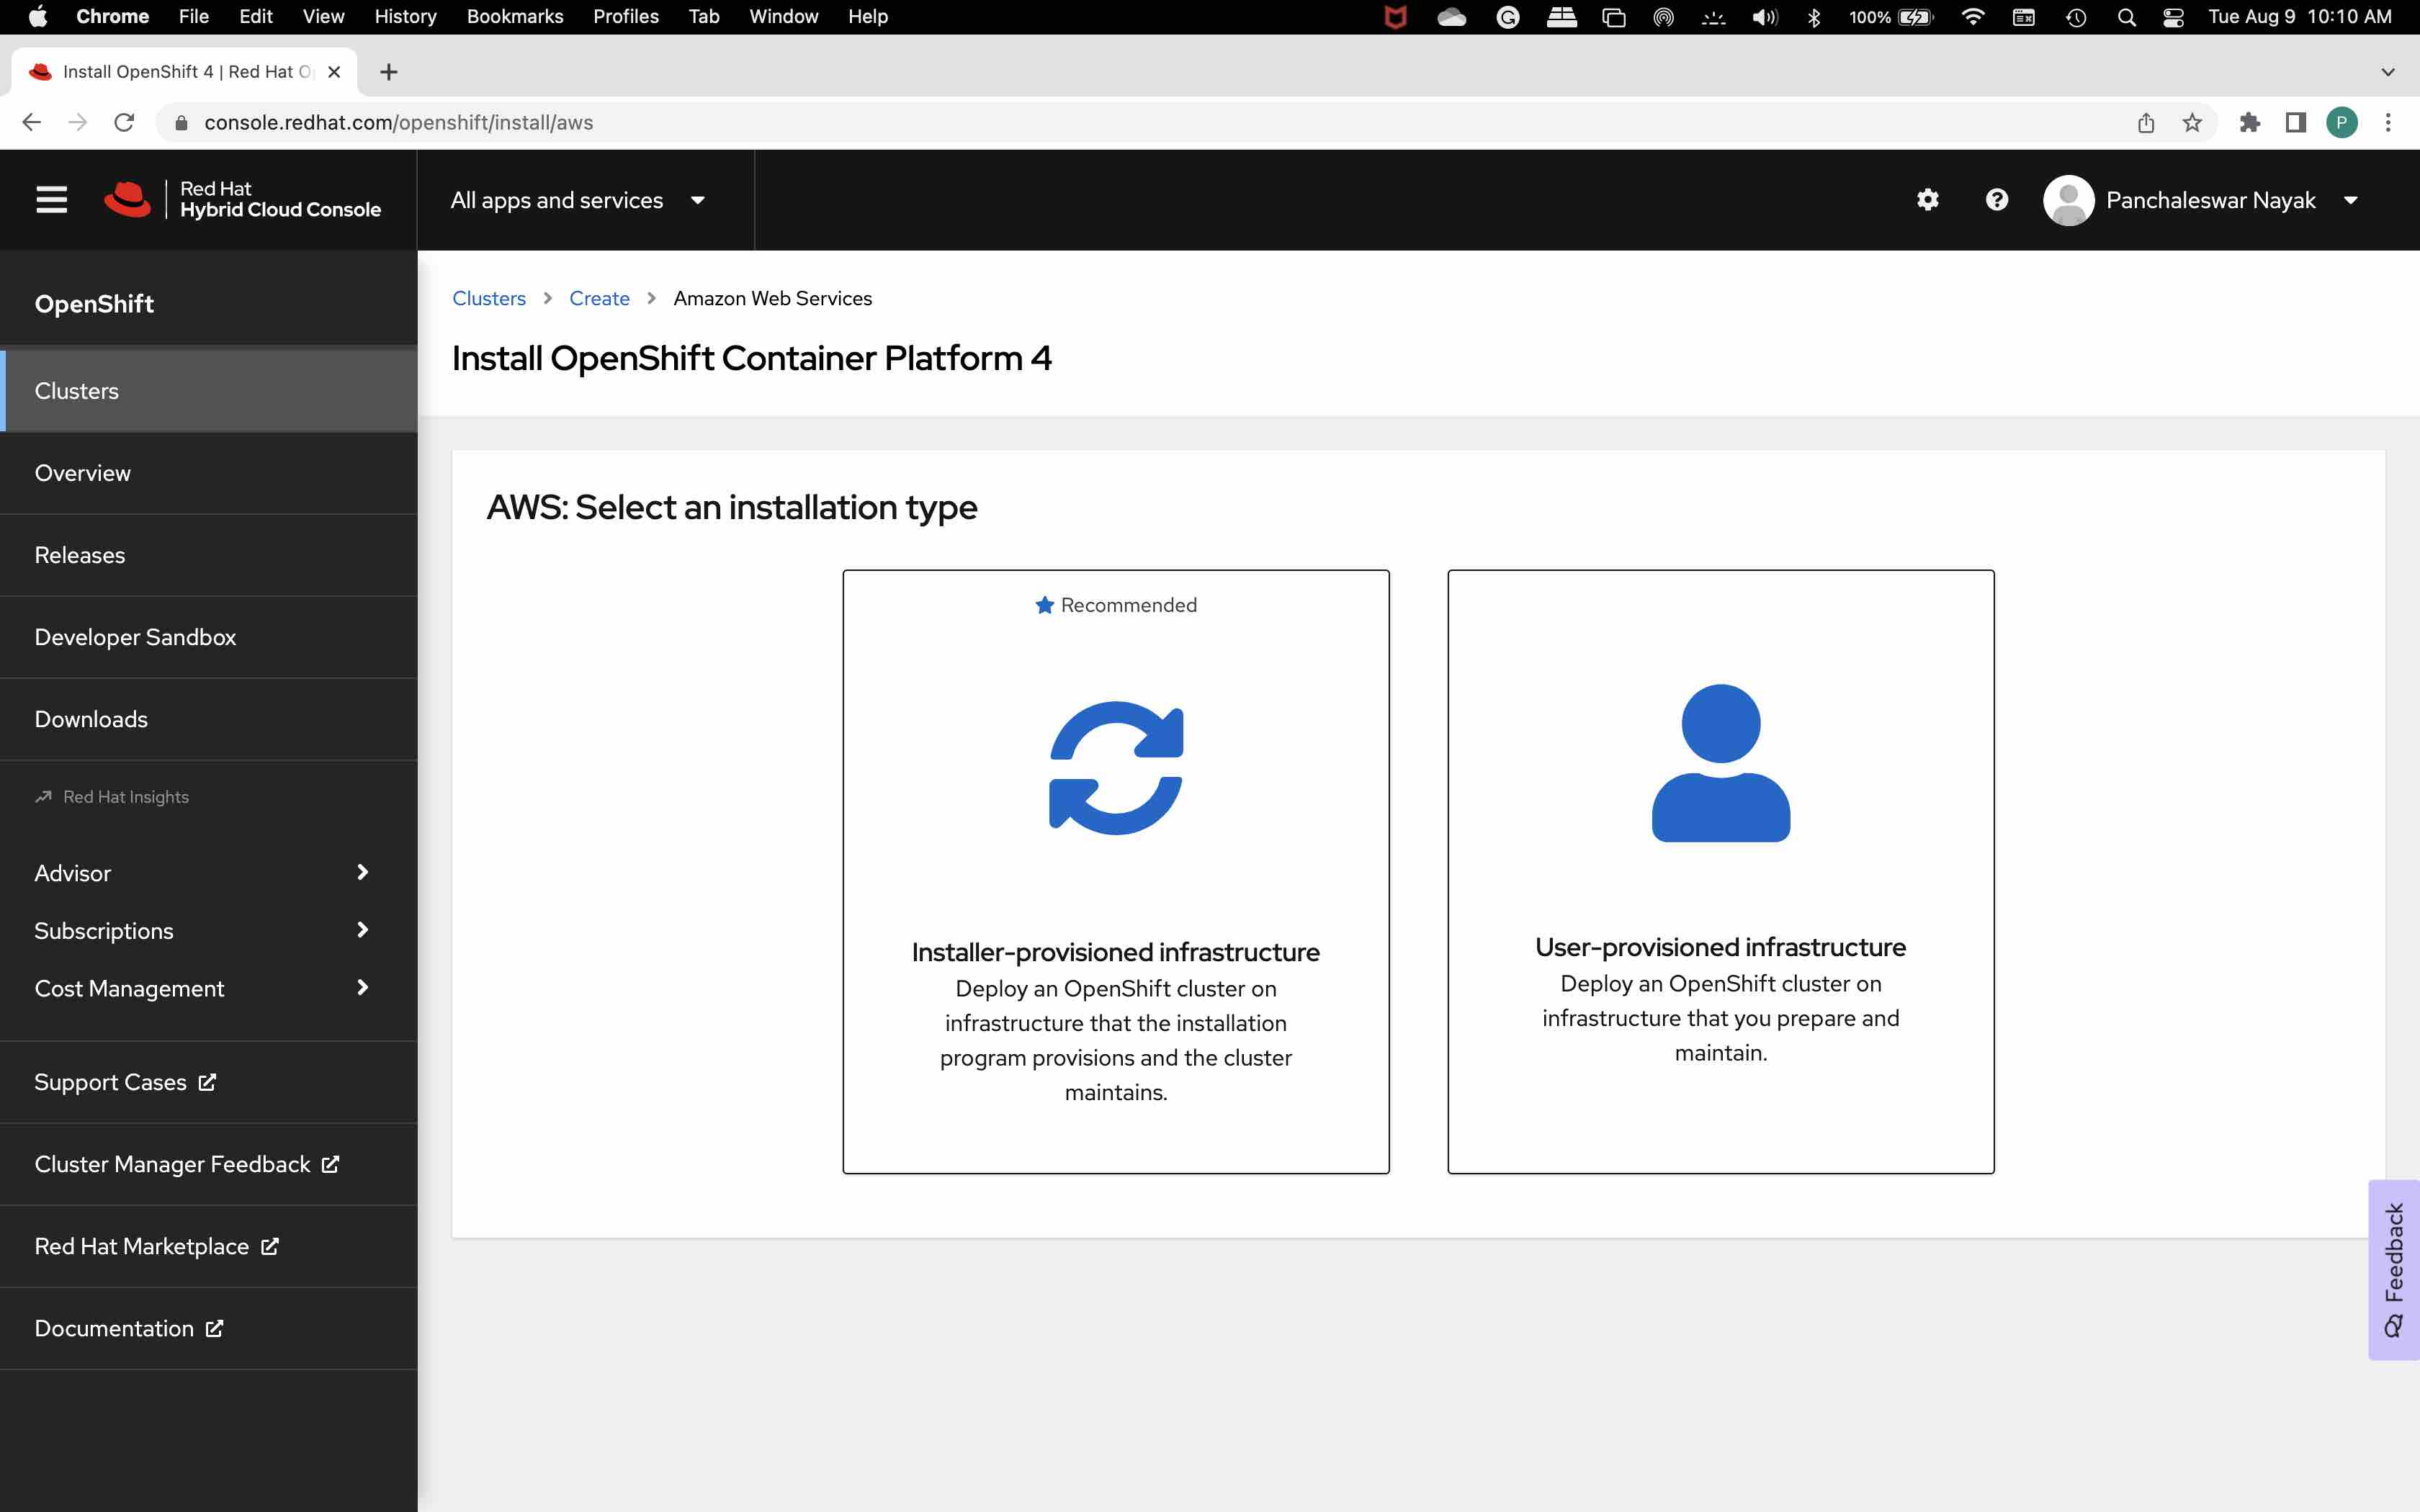 Chrome File Edit View History Bookmarks Profiles Tab Window Help 100% Tue Aug 9 10:10 AM
Install OpenShift 4 | Red Hat O
console.redhat.com/openshift/install/aws
P
Red Hat
Hybrid Cloud Console
All apps and services
Panchaleswar Nayak
OpenShift
Clusters
Overview
Releases
Developer Sandbox
Downloads
Red Hat Insights
Advisor
Subscriptions
Cost Management
Support Cases
Cluster Manager Feedback
Red Hat Marketplace
Documentation
Clusters > Create > Amazon Web Services
Install OpenShift Container Platform 4
AWS: Select an installation type
Recommended
Installer-provisioned infrastructure
Deploy an OpenShift cluster on
infrastructure that the installation
program provisions and the cluster
maintains.
User-provisioned infrastructure
Deploy an OpenShift cluster on
infrastructure that you prepare and
maintain.
Feedback